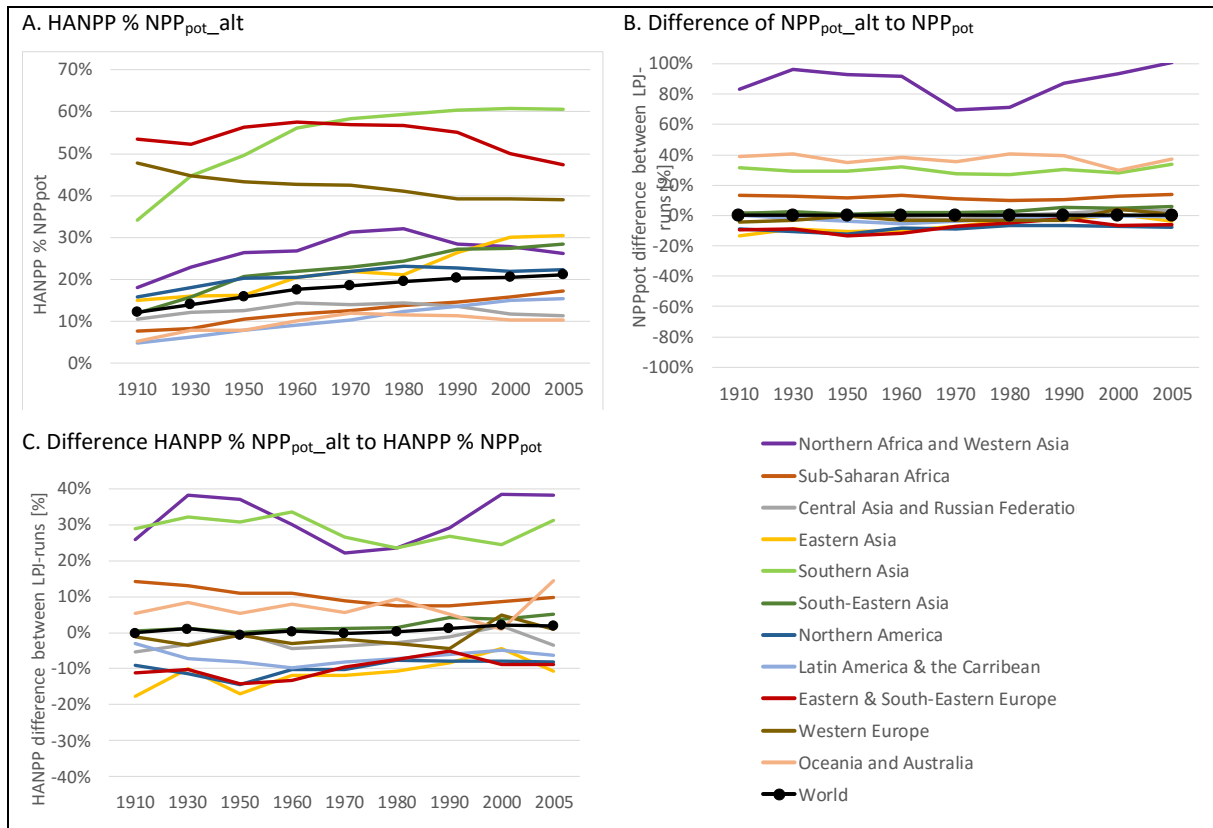 A. HANPP % NPPpot_alt
HANPP % NPPpot
70%
60%
50%
40%
30%
20%
10%
0%
1910 1930 1950 1960 1970 1980 1990 2000 2005
B. Difference of NPPpot_alt to NPPpot
NPPpot difference between LPJ-
runs [%]
100%
80%
60%
40%
20%
0%
-20%
-40%
-60%
-80%
-100%
1910 1930 1950 1960 1970 1980 1990 2000 2005
C. Difference HANPP % NPPpot_alt to HANPP % NPPpot
HANPP difference between LPJ-runs [%]
40%
30%
20%
10%
0%
-10%
-20%
-30%
-40%
1910 1930 1950 1960 1970 1980 1990 2000 2005
Northern Africa and Western Asia
Sub-Saharan Africa
Central Asia and Russian Federatio
Eastern Asia
Southern Asia
South-Eastern Asia
Northern America
Latin America & the Carribean
Eastern & South-Eastern Europe
Western Europe
Oceania and Australia
World